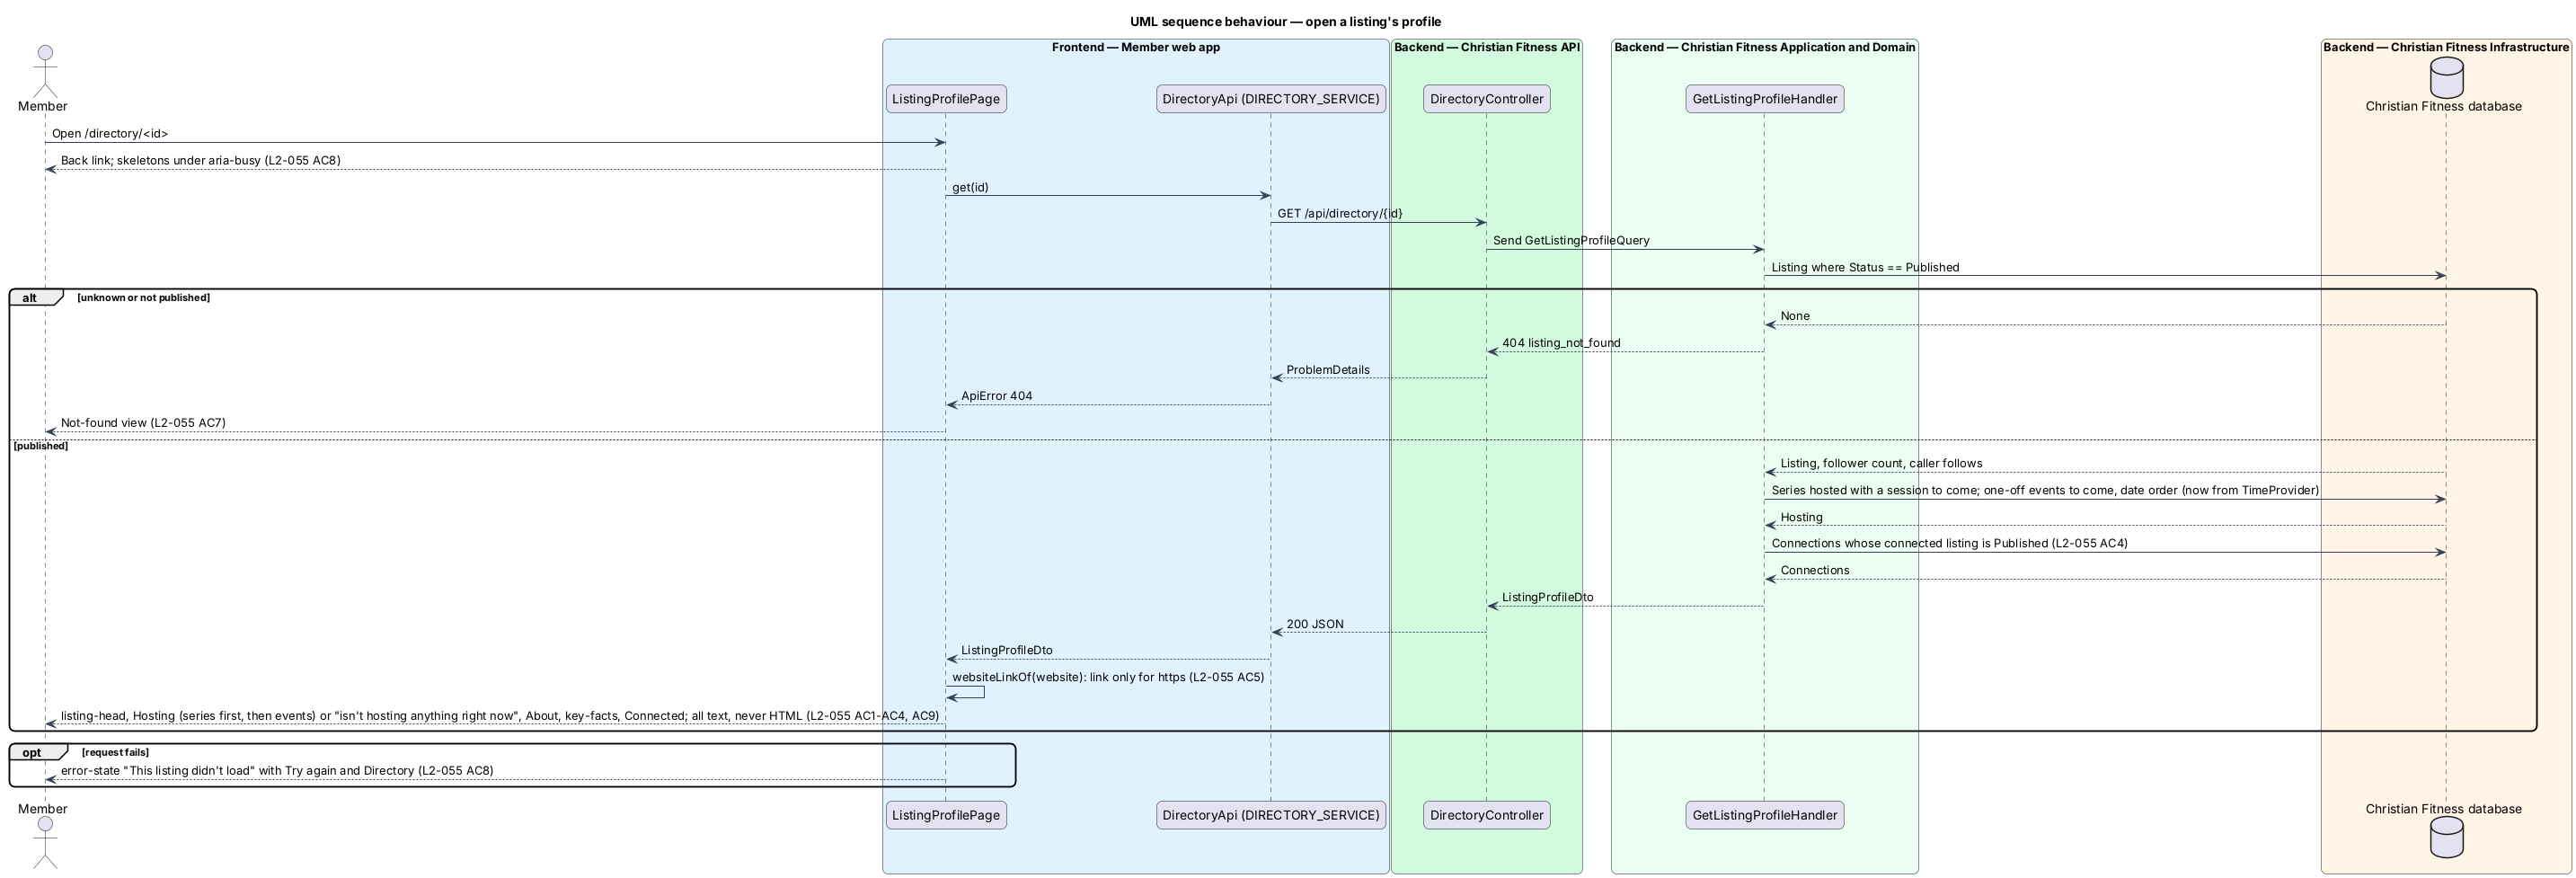 UML sequence behaviour — open a listing's profile
Frontend — Member web app
Backend — Christian Fitness API
Backend — Christian Fitness Application and Domain
Backend — Christian Fitness Infrastructure
Member
ListingProfilePage
DirectoryApi (DIRECTORY_SERVICE)
DirectoryController
GetListingProfileHandler
Christian Fitness database
Open /directory/<id>
Back link; skeletons under aria-busy (L2-055 AC8)
get(id)
GET /api/directory/{id}
Send GetListingProfileQuery
Listing where Status == Published
alt
[unknown or not published]
None
404 listing_not_found
ProblemDetails
ApiError 404
Not-found view (L2-055 AC7)
[published]
Listing, follower count, caller follows
Series hosted with a session to come; one-off events to come, date order (now from TimeProvider)
Hosting
Connections whose connected listing is Published (L2-055 AC4)
Connections
ListingProfileDto
200 JSON
ListingProfileDto
websiteLinkOf(website): link only for https (L2-055 AC5)
listing-head, Hosting (series first, then events) or "isn't hosting anything right now", About, key-facts, Connected; all text, never HTML (L2-055 AC1-AC4, AC9)
opt
[request fails]
error-state "This listing didn't load" with Try again and Directory (L2-055 AC8)
Member
ListingProfilePage
DirectoryApi (DIRECTORY_SERVICE)
DirectoryController
GetListingProfileHandler
Christian Fitness database